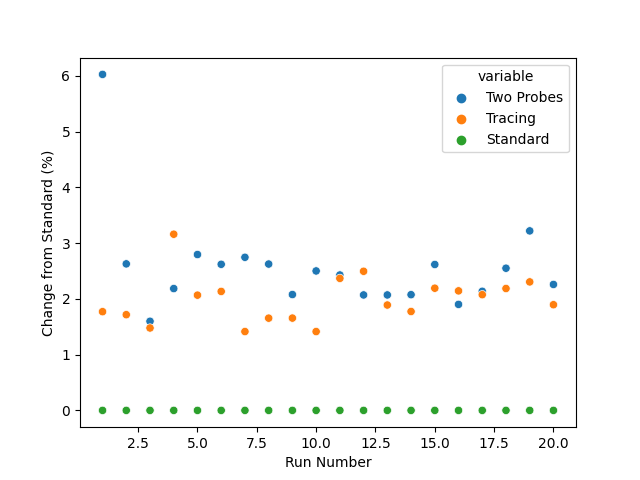 variable
Two Probes
Tracing
Standard
Change from Standard (%)
6
5
4
3
2
1
0
2.5 5.0 7.5 10.0 12.5 15.0 17.5 20.0
Run Number